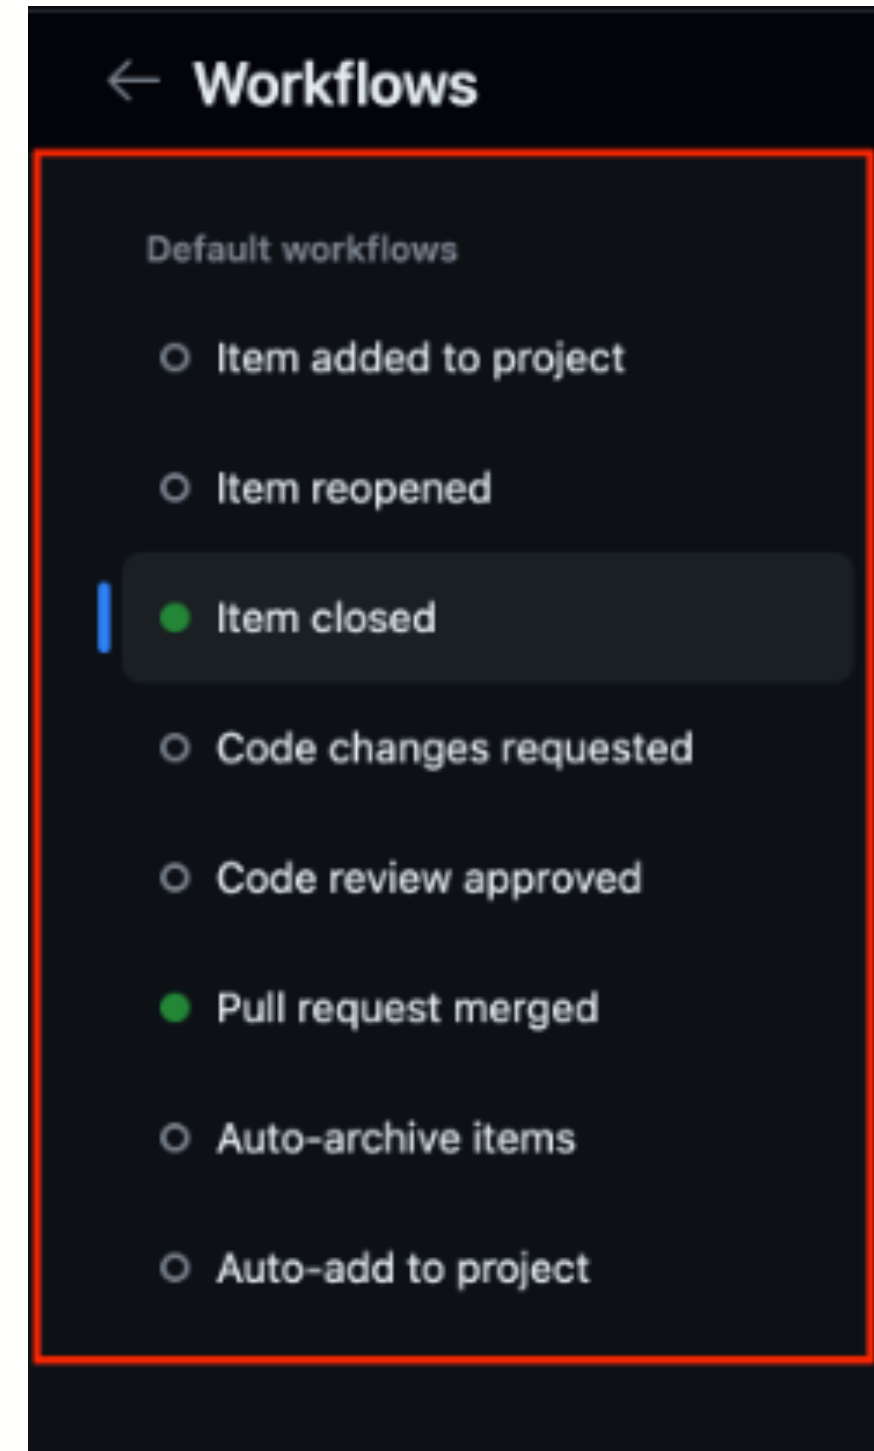 Workflows
Default workflows
Item added to project
Item reopened
Item closed
Code changes requested
Code review approved
Pull request merged
Auto-archive items
Auto-add to project